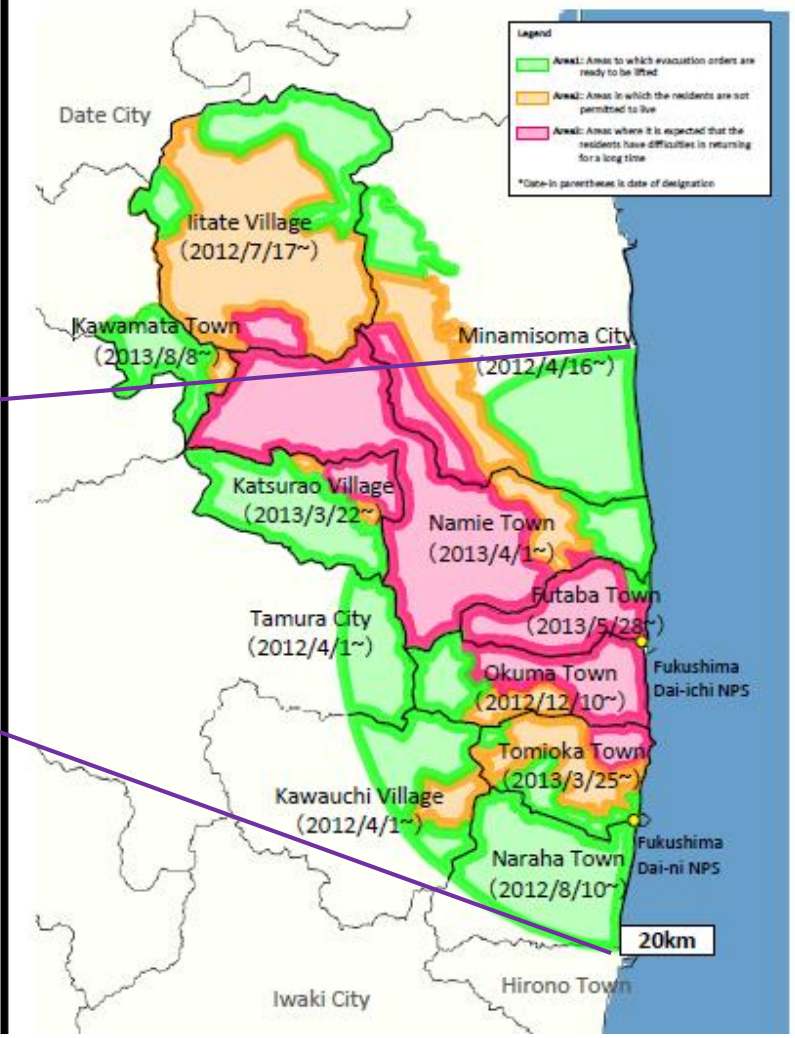 Legend
Area1: Areas to which evacuation orders are
ready to be lifted
Area2: Areas in which the residents are not
permitted to live
Area3: Areas where it is expected that the
residents have difficulties in returning
for a long time
*Date-in parentheses is date of designation
Date City
Iitate Village
(2012/7/17~)
Kawamata Town
(2013/8/8~)
Minamisoma City
(2012/4/16~)
Katsurao Village
(2013/3/22~
Namie Town
(2013/4/1~)
Futaba Town
(2013/5/28~)
Tamura City
(2012/4/1~)
Fukushima
Dai-ichi NPS
Okuma Town
(2012/12/10~)
Tomioka Town
(2013/3/25~)
Kawauchi Village
(2012/4/1~)
Fukushima
Dai-ni NPS
Naraha Town
(2012/8/10~)
20km
Hirono Town
Iwaki City